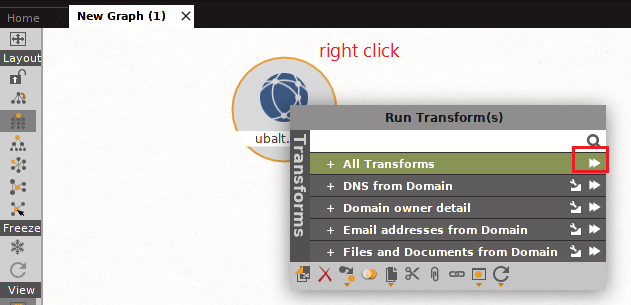 Home
New Graph (1)
right click
Layout
ubalt.
Run Transform(s)
Transforms
+ All Transforms
+ DNS from Domain
+ Domain owner detail
+ Email addresses from Domain
+ Files and Documents from Domain
Freeze
View